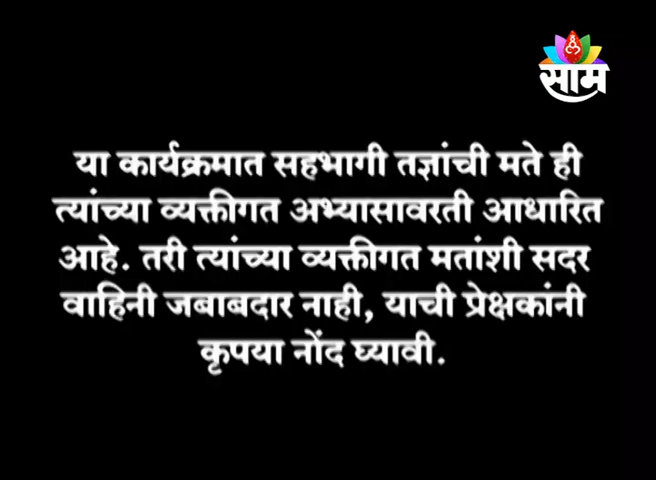 साम
या कार्यक्रमात सहभागी तज्ञांची मते ही
त्यांच्या व्यक्तीगत अभ्यासावरती आधारित
आहे. तरी त्यांच्या व्यक्तीगत मतांशी सदर
वाहिनी जबाबदार नाही, याची प्रेक्षकांनी
कृपया नोंद घ्यावी.